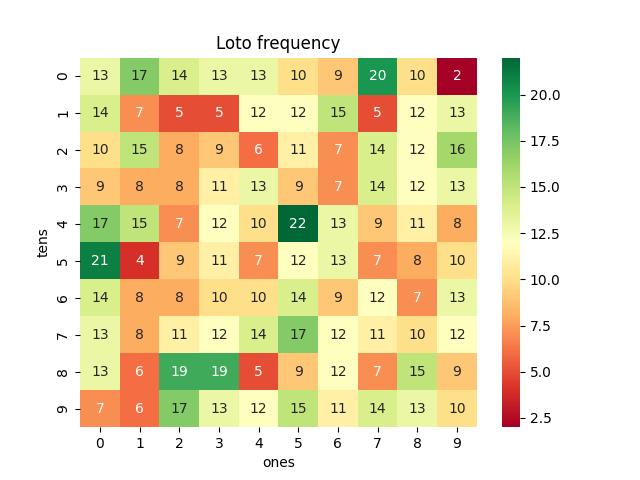 Loto frequency
0 13 17 14 13 13 10 9 20 10 2
1 14 7 5 5 12 12 15 5 12 13
2 10 15 8 9 6 11 7 14 12 16
3 9 8 8 11 13 9 7 14 12 13
4 17 15 7 12 10 22 13 9 11 8
5 21 4 9 11 7 12 13 7 8 10
6 14 8 8 10 10 14 9 12 7 13
7 13 8 11 12 14 17 12 11 10 12
8 13 6 19 19 5 9 12 7 15 9
9 7 6 17 13 12 15 11 14 13 10
0 1 2 3 4 5 6 7 8 9
ones
tens
20.0
17.5
15.0
12.5
10.0
7.5
5.0
2.5